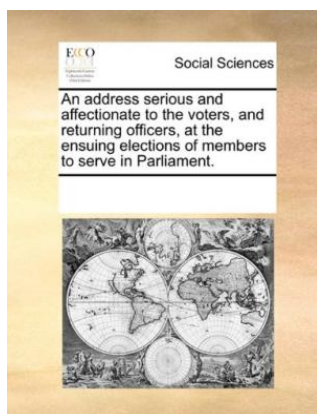 ECCO
Social Sciences
An address serious and
affectionate to the voters, and
returning officers, at the
ensuing elections of members
to serve in Parliament.